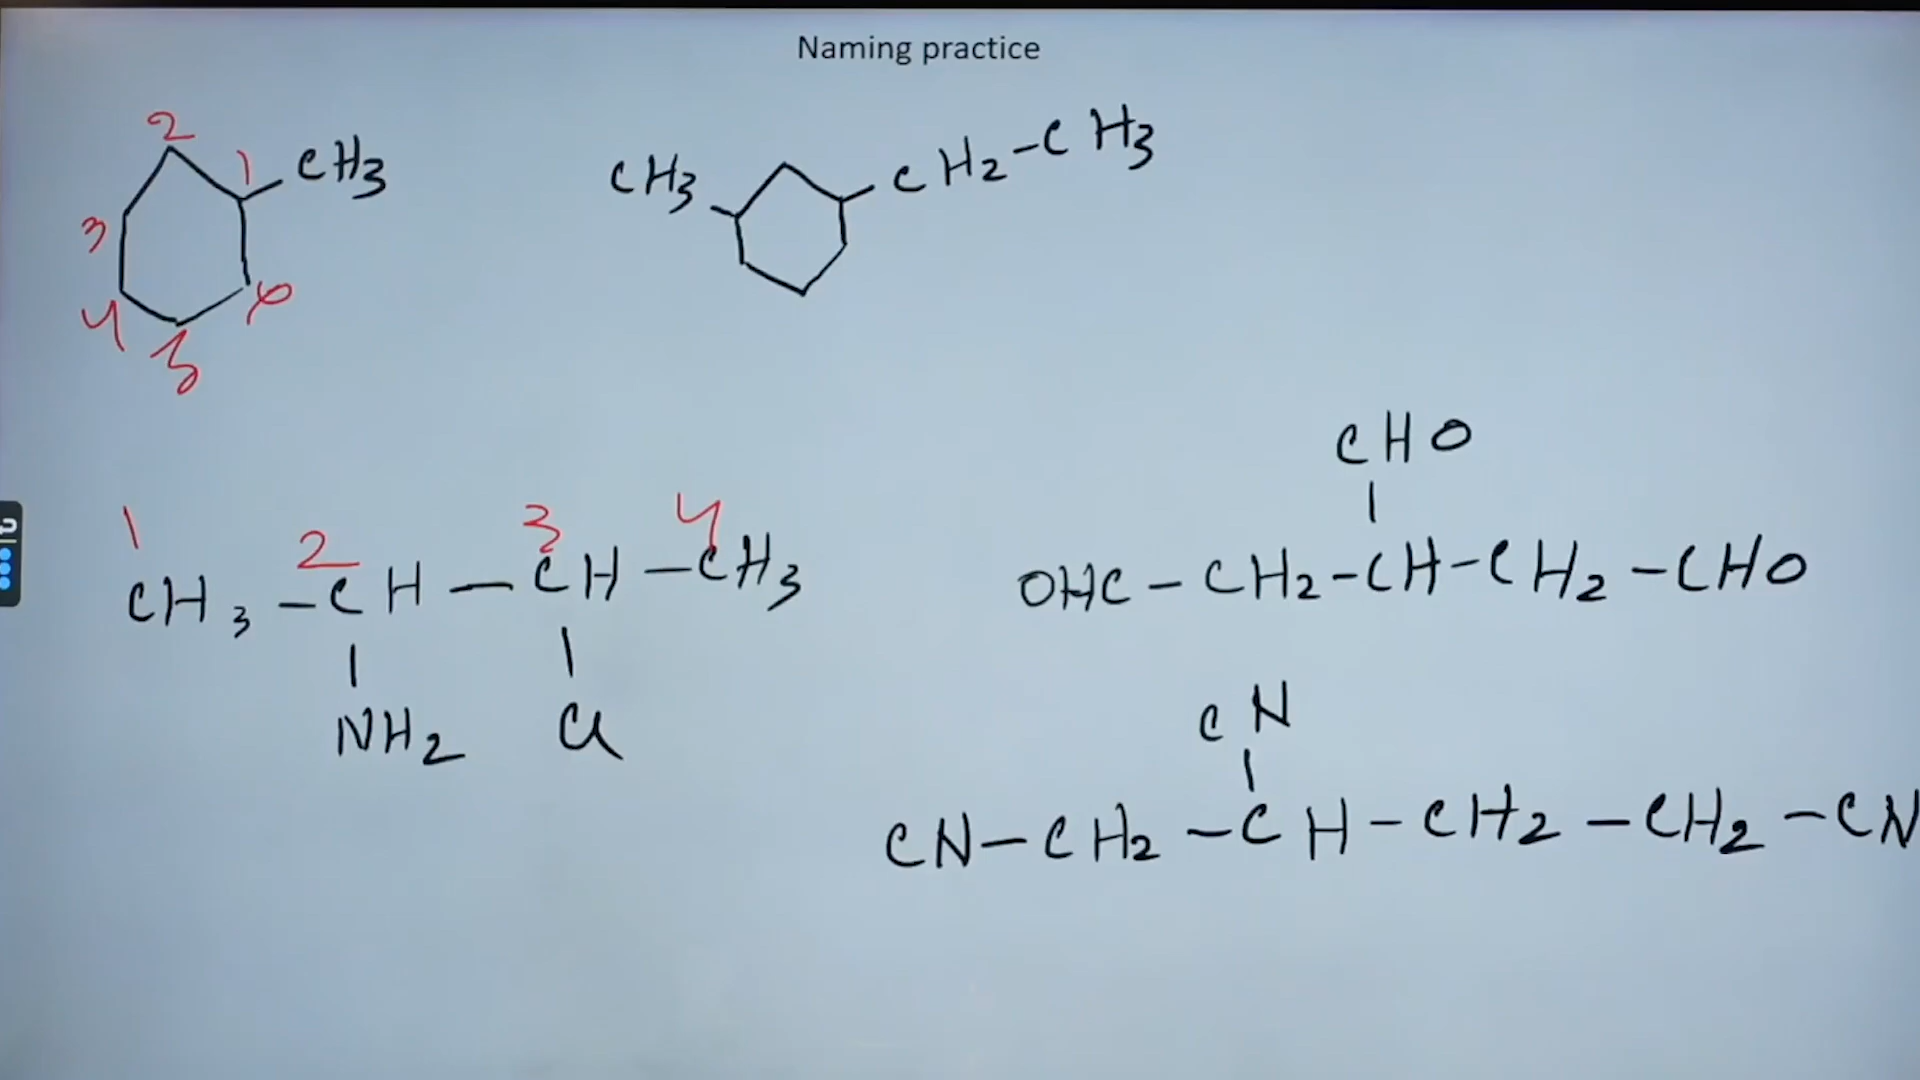 Naming practice
2
1 CH3
3
4 6
5
CH3 CH2-CH3
1 2 3 4
CH3-CH-CH-CH3
NH2 Cl
CHO
OHC-CH2-CH-CH2-CHO
CN
CN-CH2-CH-CH2-CH2-CN